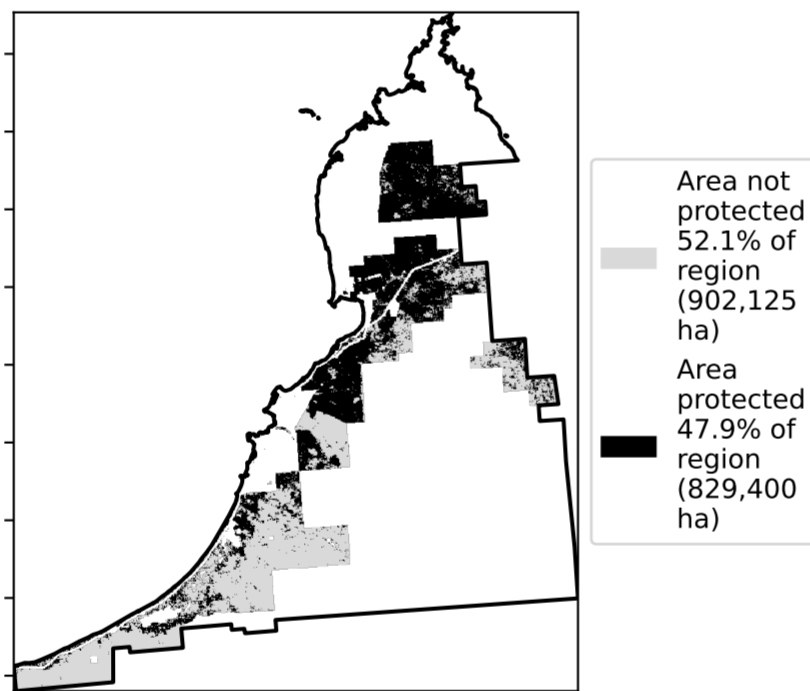 Area not
protected
52.1% of
region
(902,125
ha)
Area
protected
47.9% of
region
(829,400
ha)